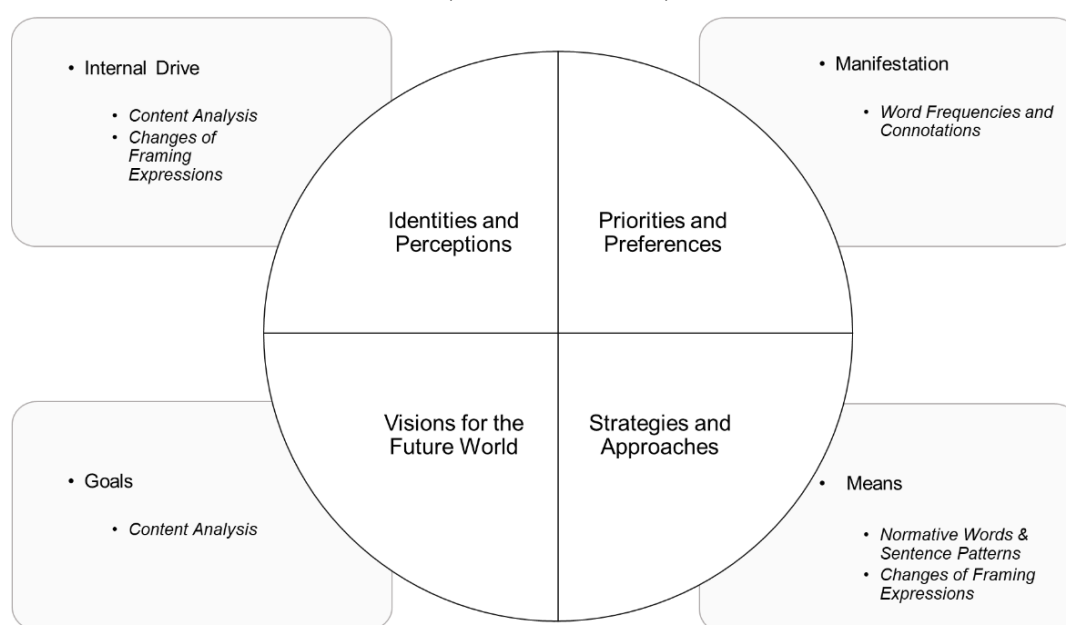 • Internal Drive
• Content Analysis
• Changes of
Framing
Expressions
• Manifestation
• Word Frequencies and
Connotations
Identities and
Perceptions
Priorities and
Preferences
Visions for the
Future World
Strategies and
Approaches
• Goals
• Content Analysis
• Means
• Normative Words &
Sentence Patterns
• Changes of Framing
Expressions